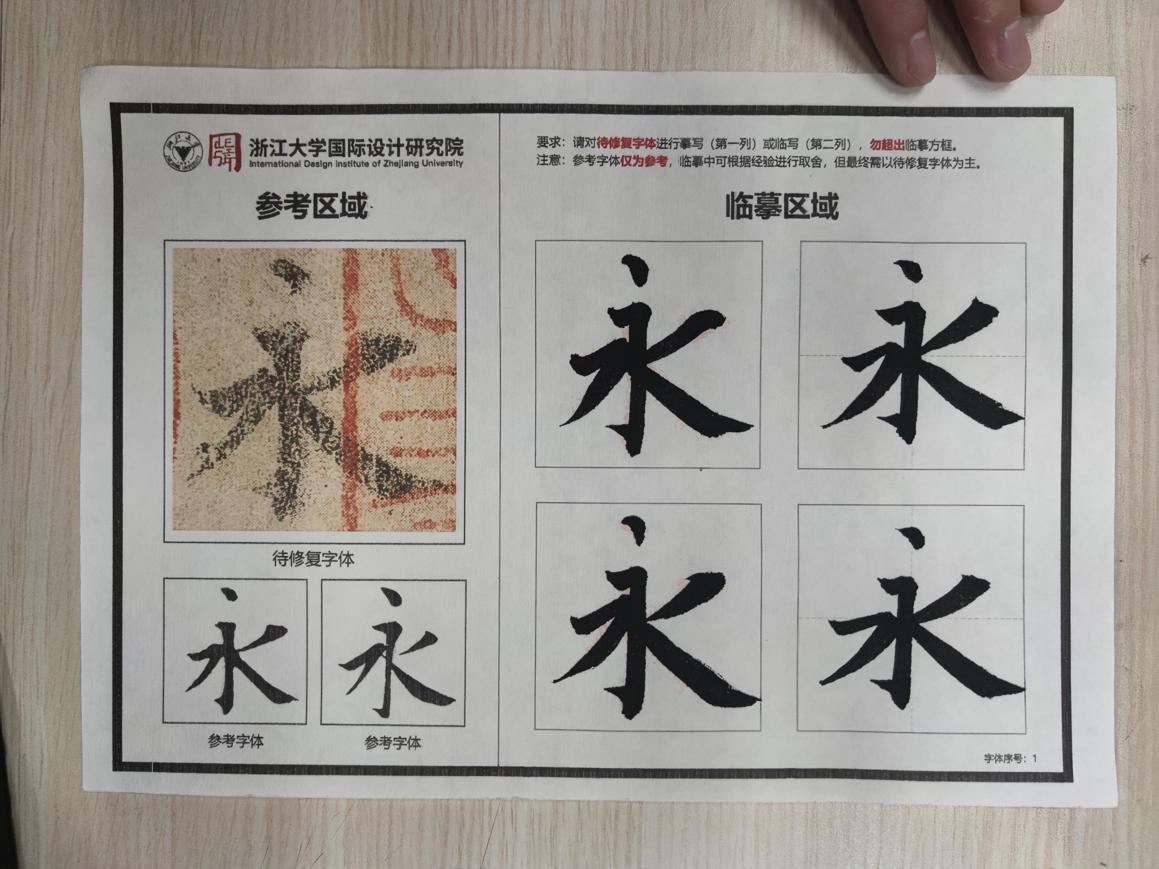 浙江大学国际设计研究院
International Design Institute of Zhejiang University
参考区域
永
待修复字体
永
永
参考字体
参考字体
要求：请对待修复字体进行摹写（第一列）或临写（第二列），勿超出临摹方框。
注意：参考字体仅为参考，临摹中可根据经验进行取舍，但最终需以待修复字体为主。
临摹区域
永
永
永
永
字体序号：1